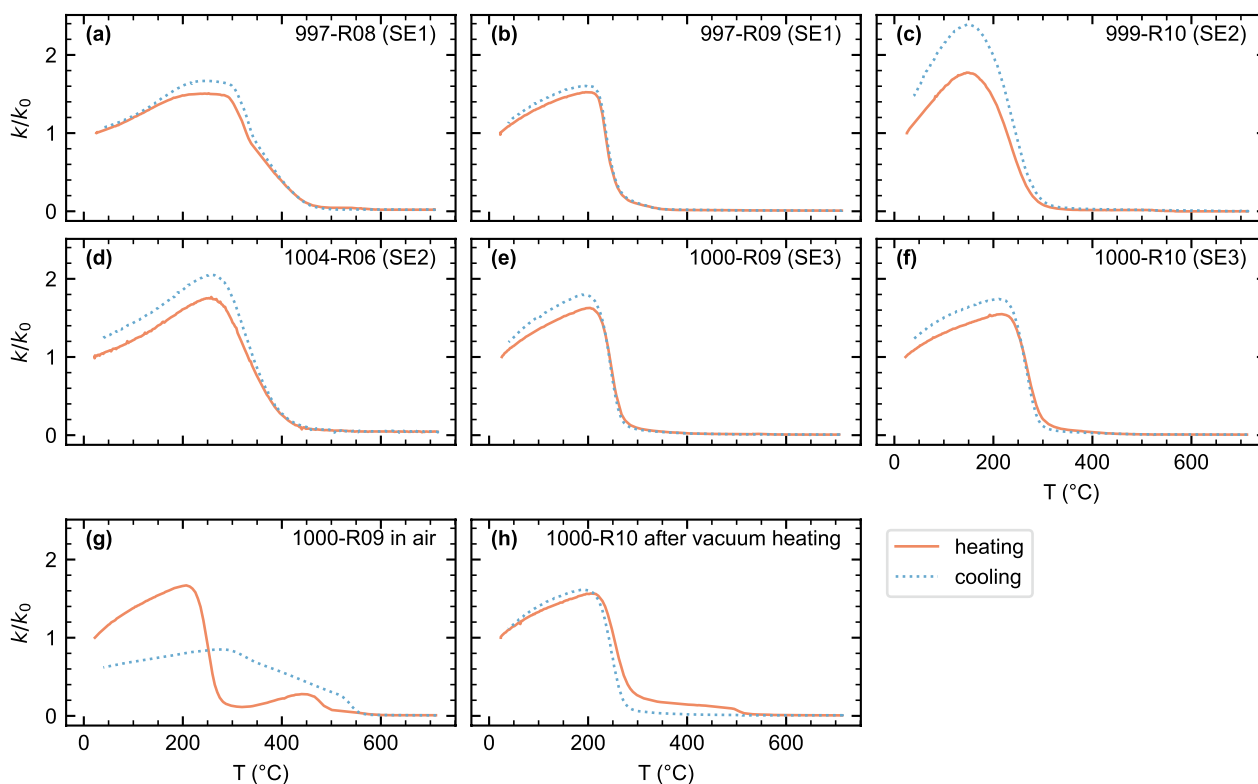 (a) 997-R08 (SE1)
(b) 997-R09 (SE1)
(c) 999-R10 (SE2)
2
1
0
k/k0
(d) 1004-R06 (SE2)
(e) 1000-R09 (SE3)
(f) 1000-R10 (SE3)
2
1
0
k/k0
0 200 400 600
T (°C)
(g) 1000-R09 in air
(h) 1000-R10 after vacuum heating
heating
cooling
2
1
0
k/k0
0 200 400 600
0 200 400 600
T (°C)
T (°C)